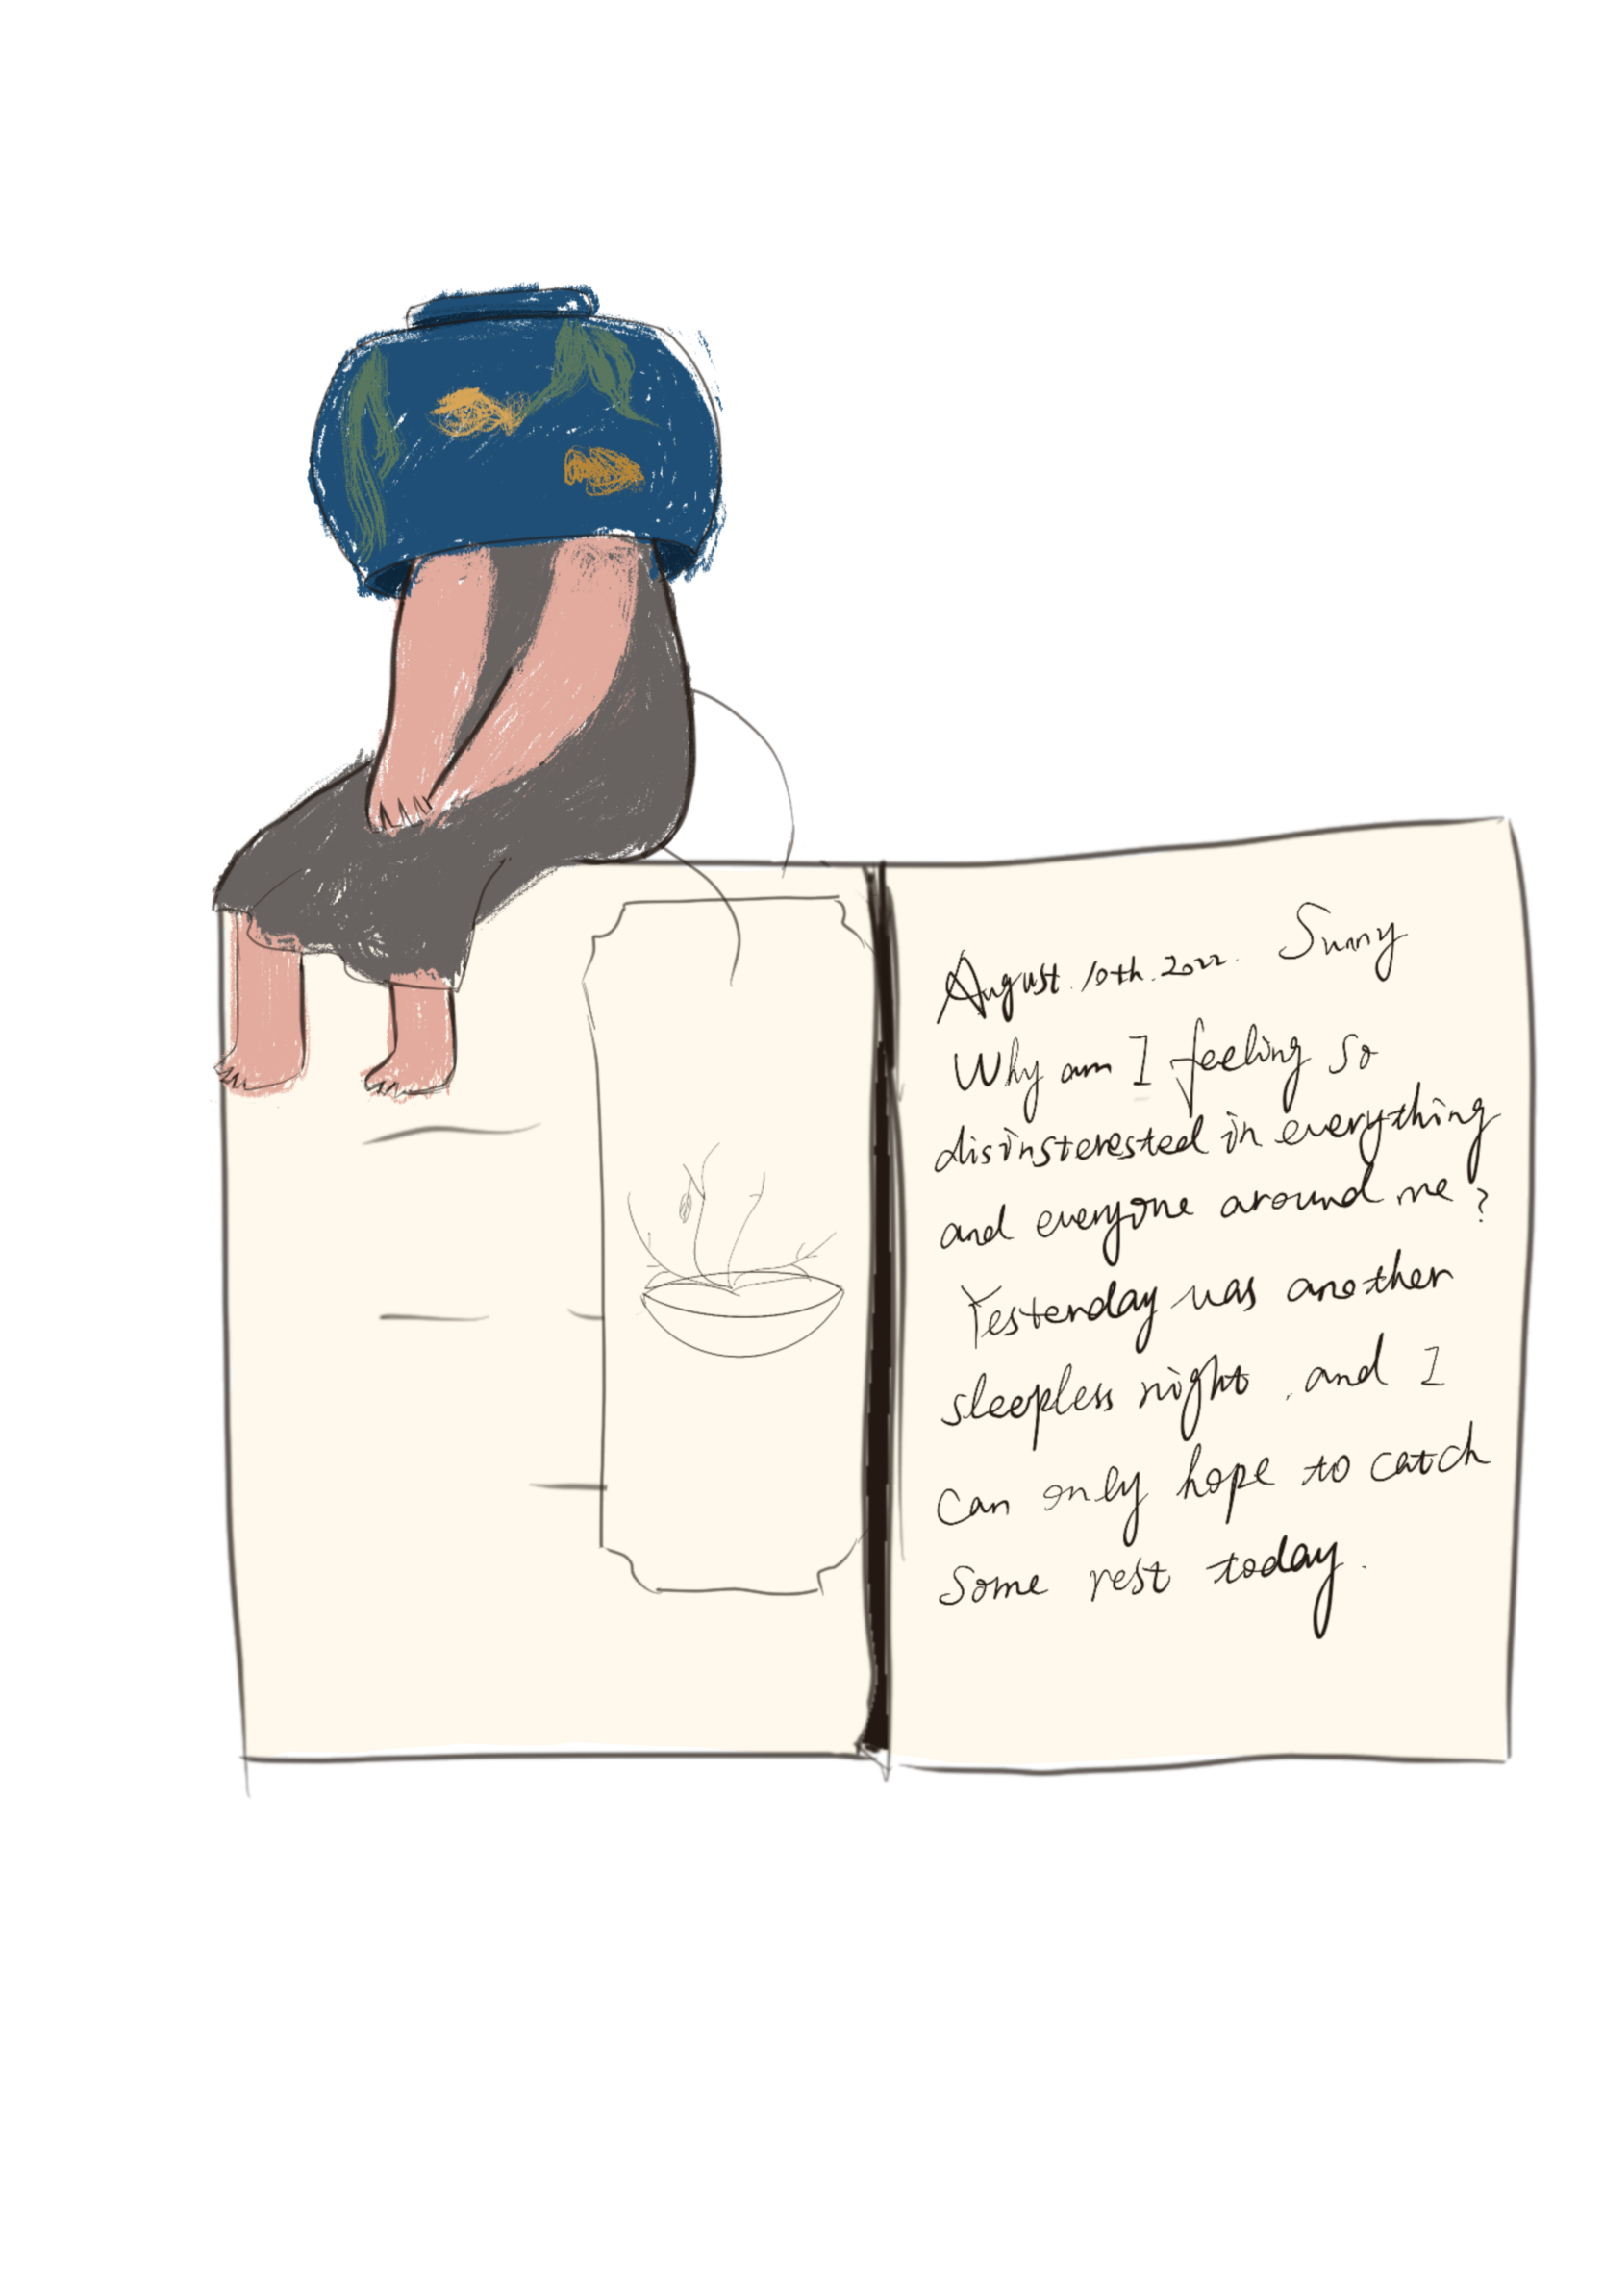 August. 10th. 2022. Sunny
Why am I feeling so
disinsterested in everything
and everyone around me?
Yesterday was another
sleepless night, and I
can only hope to catch
some rest today.